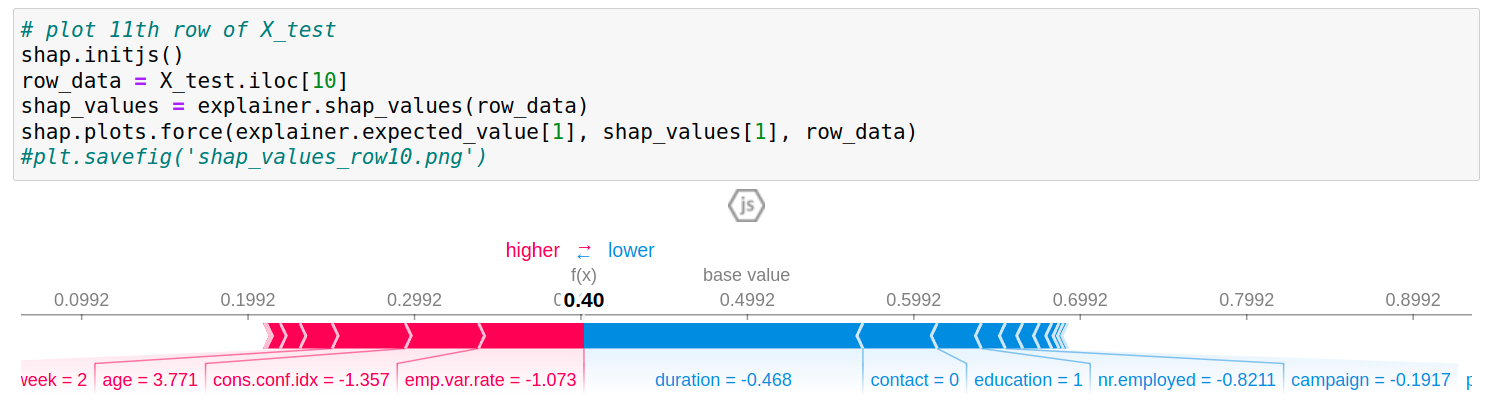 # plot 11th row of X_test
shap.initjs()
row_data = X_test.iloc[10]
shap_values = explainer.shap_values(row_data)
shap.plots.force(explainer.expected_value[1], shap_values[1], row_data)
#plt.savefig('shap_values_row10.png')
js
higher ⇄ lower
f(x) base value
0.0992 0.1992 0.2992 0.40 0.4992 0.5992 0.6992 0.7992 0.8992
week = 2 age = 3.771 cons.conf.idx = -1.357 emp.var.rate = -1.073 duration = -0.468 contact = 0 education = 1 nr.employed = -0.8211 campaign = -0.1917